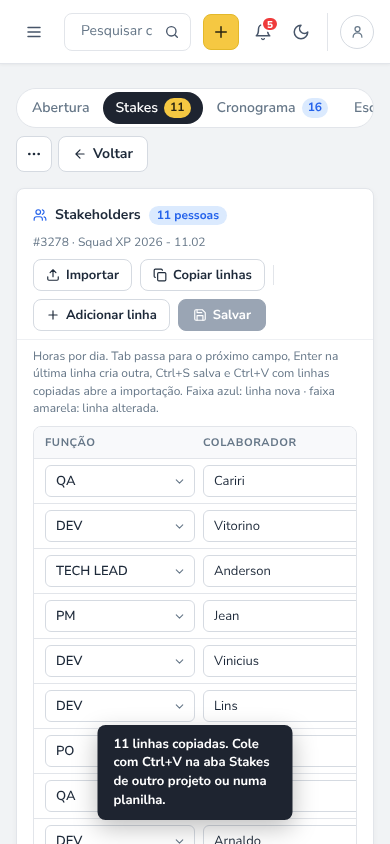 Pesquisar c
5
Abertura
Stakes 11
Cronograma 16
Esc
Voltar
Stakeholders 11 pessoas
#3278 · Squad XP 2026 - 11.02
Importar
Copiar linhas
Adicionar linha
Salvar
Horas por dia. Tab passa para o próximo campo, Enter na
última linha cria outra, Ctrl+S salva e Ctrl+V com linhas
copiadas abre a importação. Faixa azul: linha nova · faixa
amarela: linha alterada.
FUNÇÃO COLABORADOR
QA Cariri
DEV Vitorino
TECH LEAD Anderson
PM Jean
DEV Vinicius
DEV Lins
PO
QA
DEV Arnaldo
11 linhas copiadas. Cole
com Ctrl+V na aba Stakes
de outro projeto ou numa
planilha.